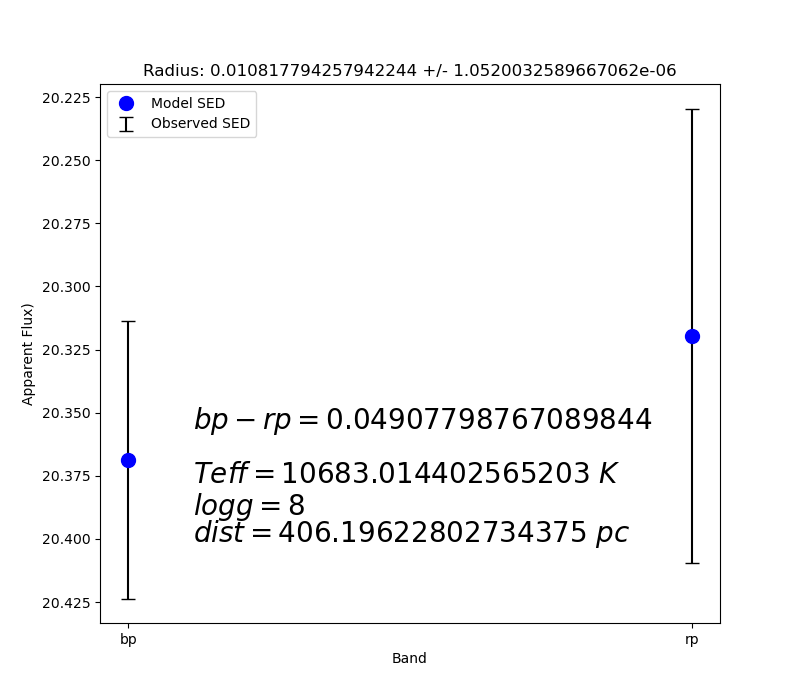 Radius: 0.010817794257942244 +/- 1.0520032589667062e-06
Model SED
Observed SED
20.225
20.250
20.275
20.300
20.325
20.350
20.375
20.400
20.425
Apparent Flux)
bp − rp = 0.04907798767089844
Teff = 10683.014402565203 K
logg = 8
dist = 406.19622802734375 pc
bp
rp
Band